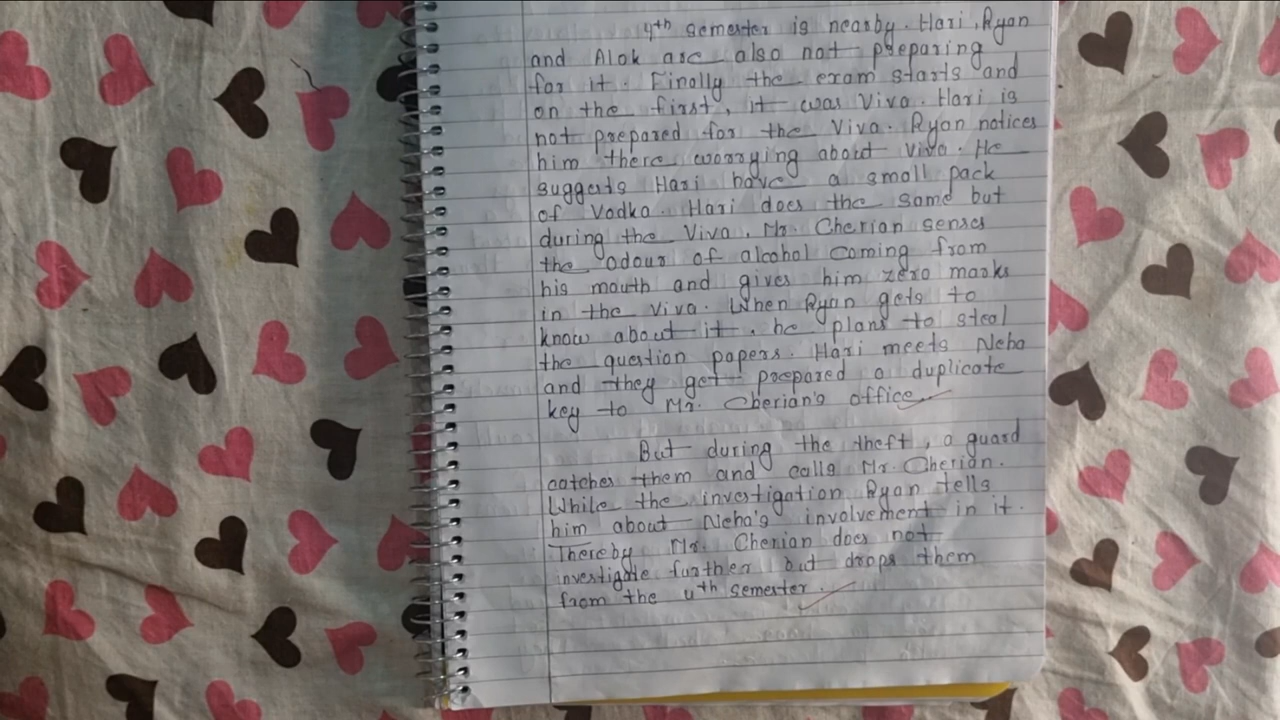 4th semester is nearby. Hari, Ryan
and Alok are also not preparing
for it. Finally the exam starts and
on the first, it was Viva. Hari is
not prepared for the Viva. Ryan notices
him there worrying about viva. He
suggests Hari have a small pack
of Vodka. Hari does the same but
during the Viva, Mr. Cherian senses
the odour of alcohol coming from
his mouth and gives him zero marks
in the viva. When Ryan gets to
know about it, he plans to steal
the question papers. Hari meets Neha
and they get prepared a duplicate
key to Mr. Cherian's office.
But during the theft, a guard
catches them and calls Mr. Cherian.
While the investigation Ryan tells
him about Neha's involvement in it.
Thereby Mr. Cherian does not
investigate further but drops them
from the 4th semester.